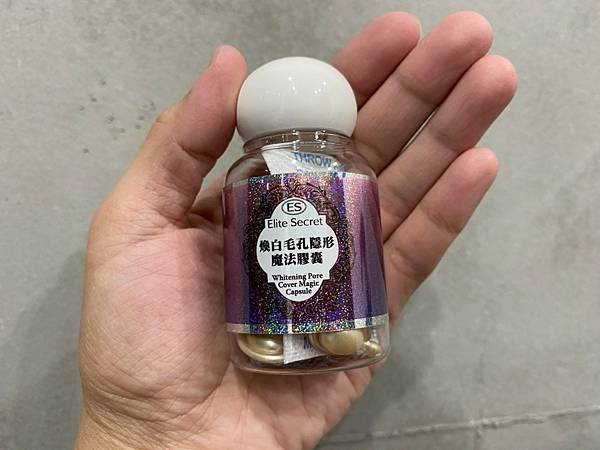 THROW
ES
Elite Secret
煥白毛孔隱形
魔法膠囊
Whitening Pore
Cover Magic
Capsule